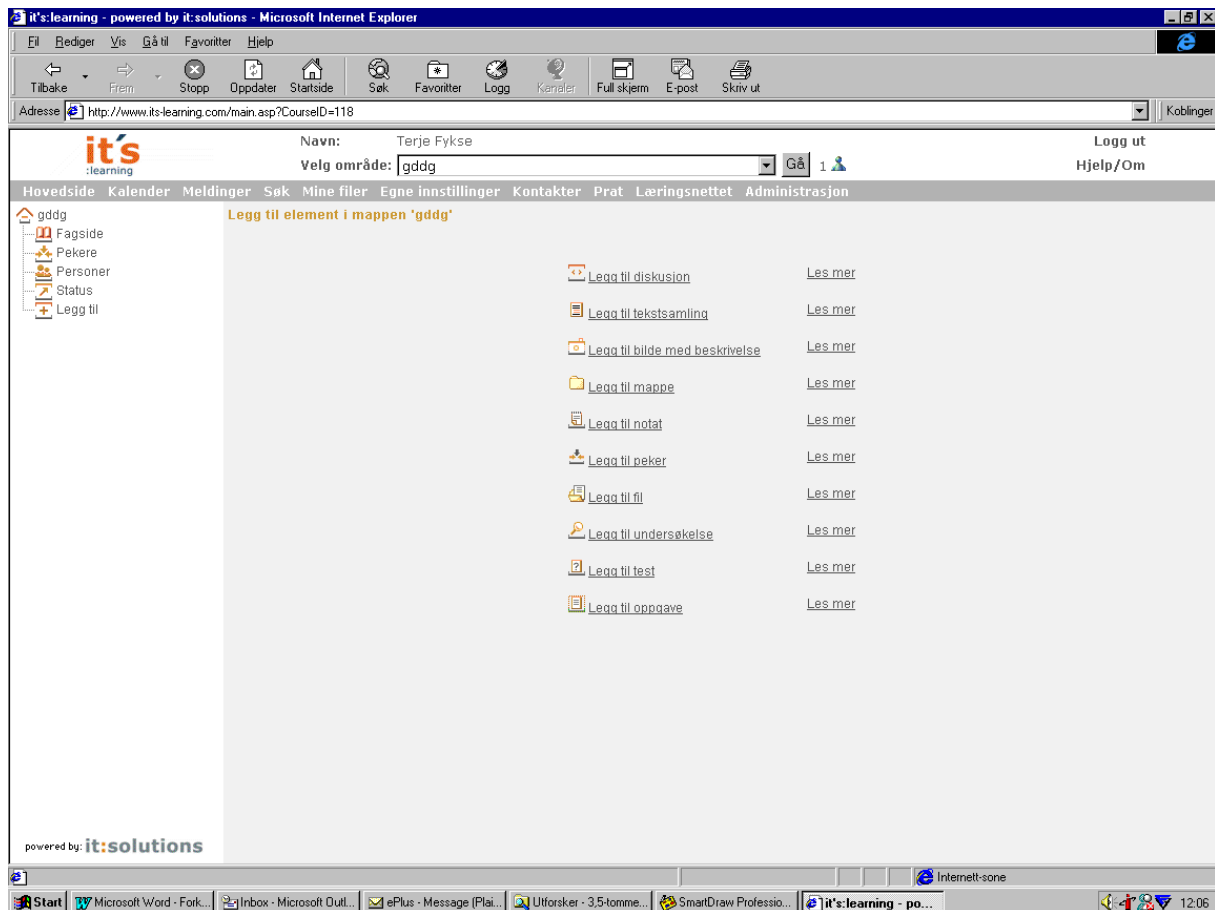 it's:learning - powered by it:solutions - Microsoft Internet Explorer
Fil Rediger Vis Gå til Favoritter Hjelp
Tilbake Frem Stopp Oppdater Startside Søk Favoritter Logg Kanaler Full skjerm E-post Skriv ut
Adresse http://www.its-learning.com/main.asp?CourseID=118 Koblinger
it´s :learning
Navn: Terje Fykse Logg ut
Velg område: gddg Gå 1 Hjelp/Om
Hovedside Kalender Meldinger Søk Mine filer Egne innstillinger Kontakter Prat Læringsnettet Administrasjon
gddg
Fagside
Pekere
Personer
Status
Legg til
Legg til element i mappen 'gddg'
Legg til diskusjon Les mer
Legg til tekstsamling Les mer
Legg til bilde med beskrivelse Les mer
Legg til mappe Les mer
Legg til notat Les mer
Legg til peker Les mer
Legg til fil Les mer
Legg til undersøkelse Les mer
Legg til test Les mer
Legg til oppgave Les mer
powered by: it:solutions
Internett-sone
Start Microsoft Word - Fork... Inbox - Microsoft Outl... ePlus - Message (Plai... Utforsker - 3,5-tomme... SmartDraw Professio... it's:learning - po... 12:06